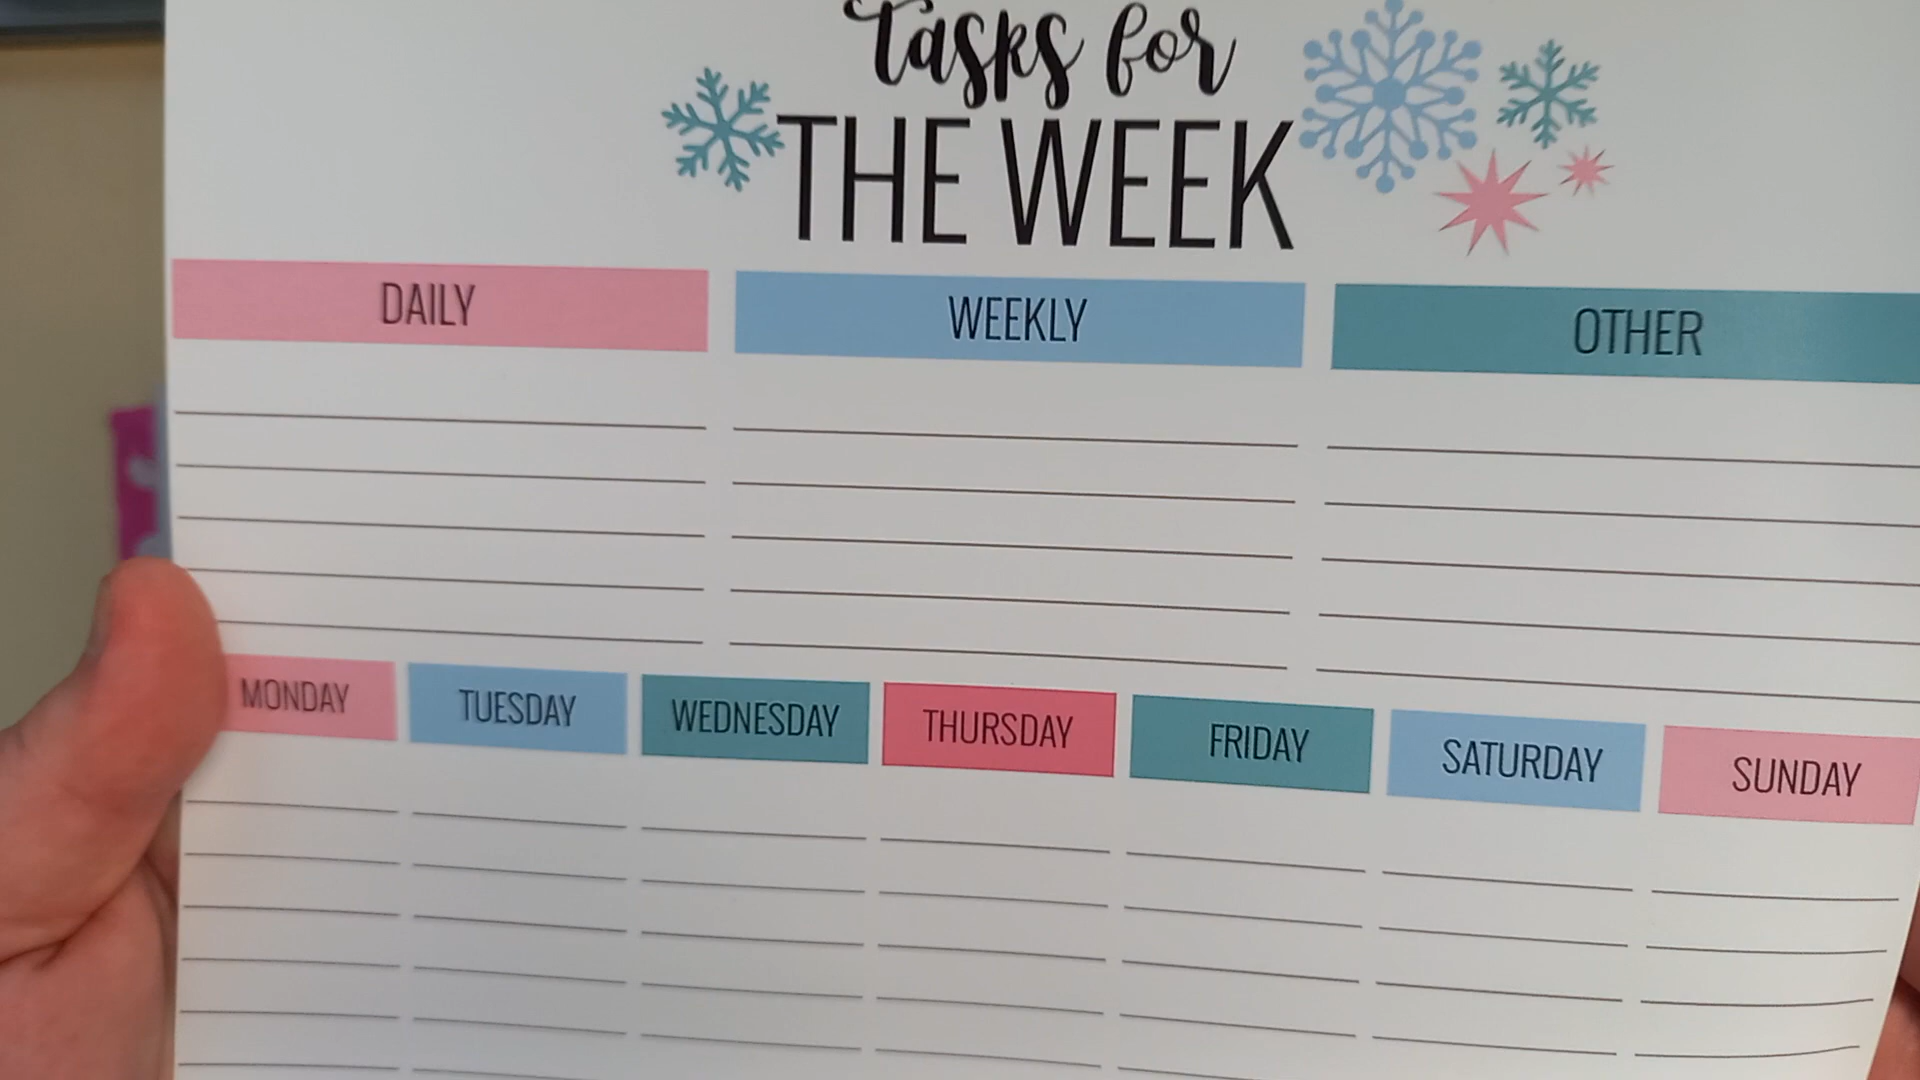 tasks for
THE WEEK
DAILY WEEKLY OTHER
MONDAY TUESDAY WEDNESDAY THURSDAY FRIDAY SATURDAY SUNDAY